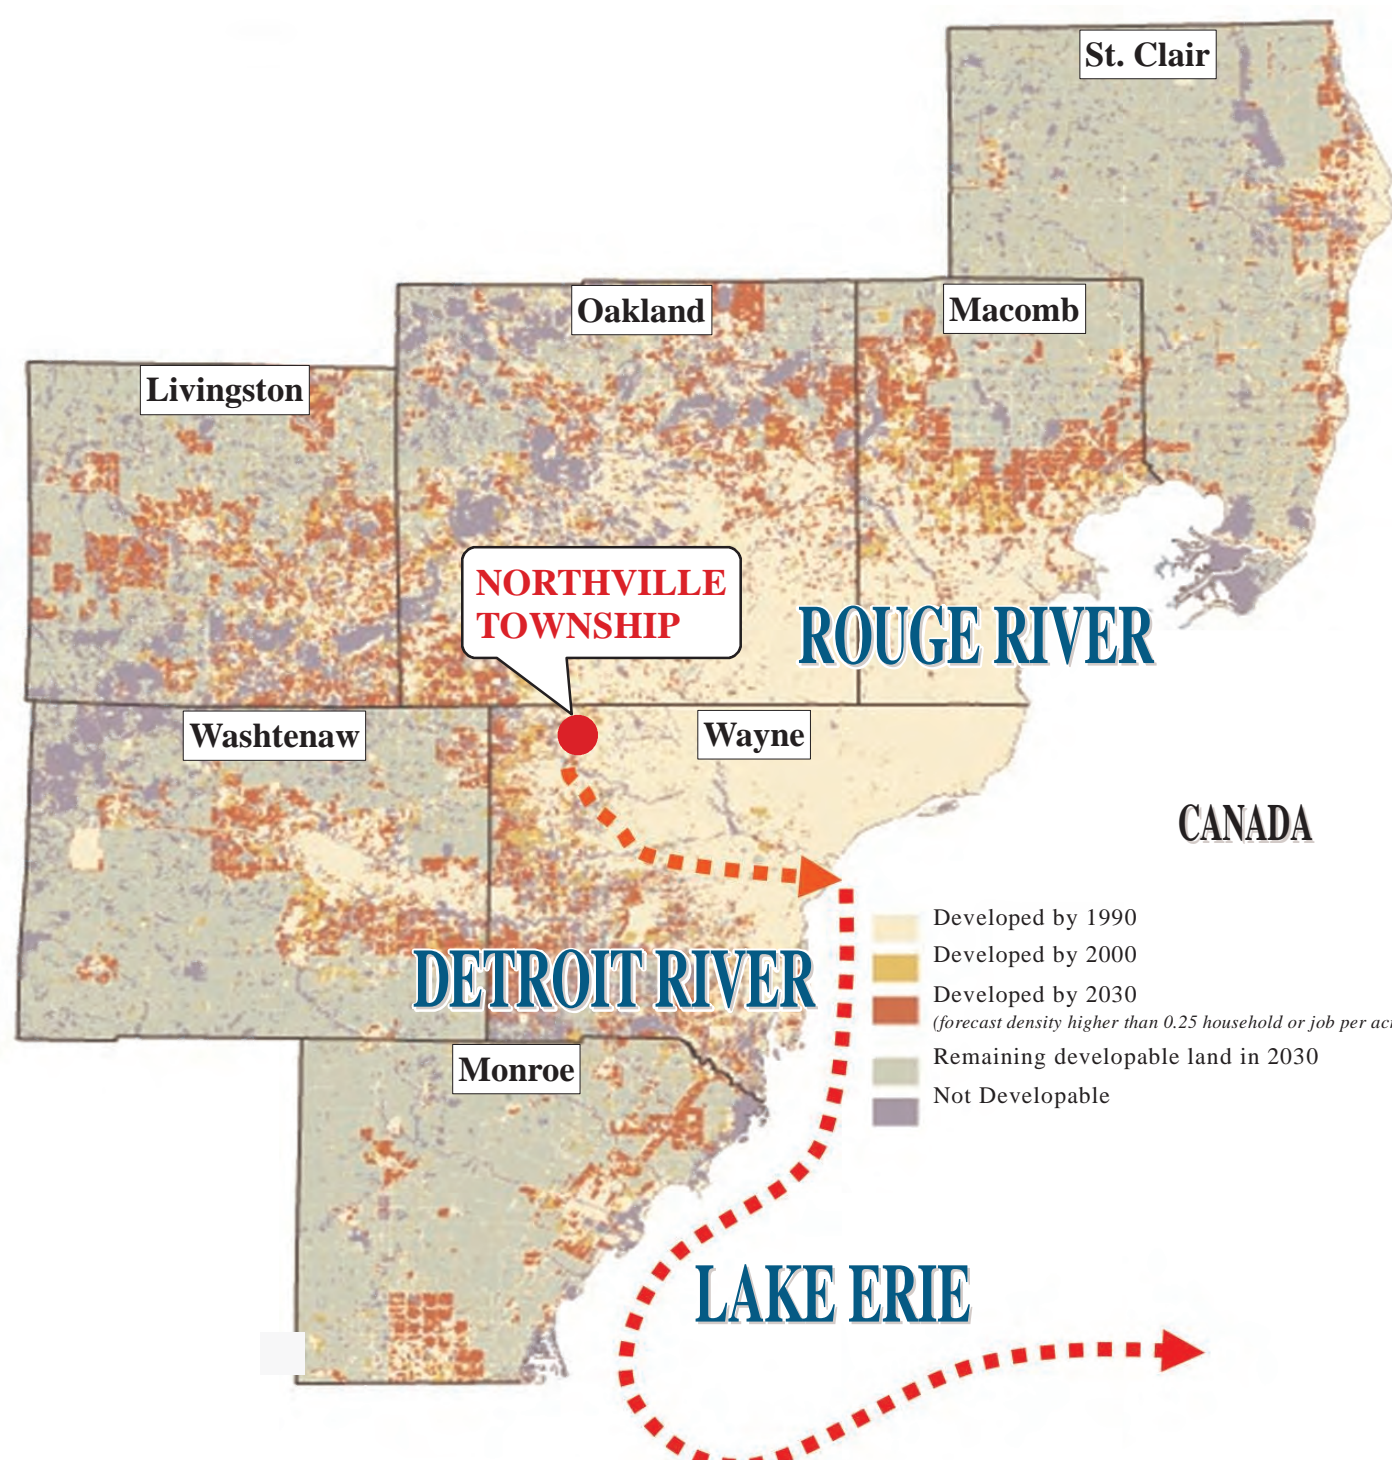 St. Clair
Oakland
Macomb
Livingston
NORTHVILLE
TOWNSHIP
ROUGE RIVER
Washtenaw
Wayne
CANADA
Developed by 1990
Developed by 2000
Developed by 2030
(forecast density higher than 0.25 household or job per acr
Remaining developable land in 2030
Not Developable
DETROIT RIVER
Monroe
LAKE ERIE